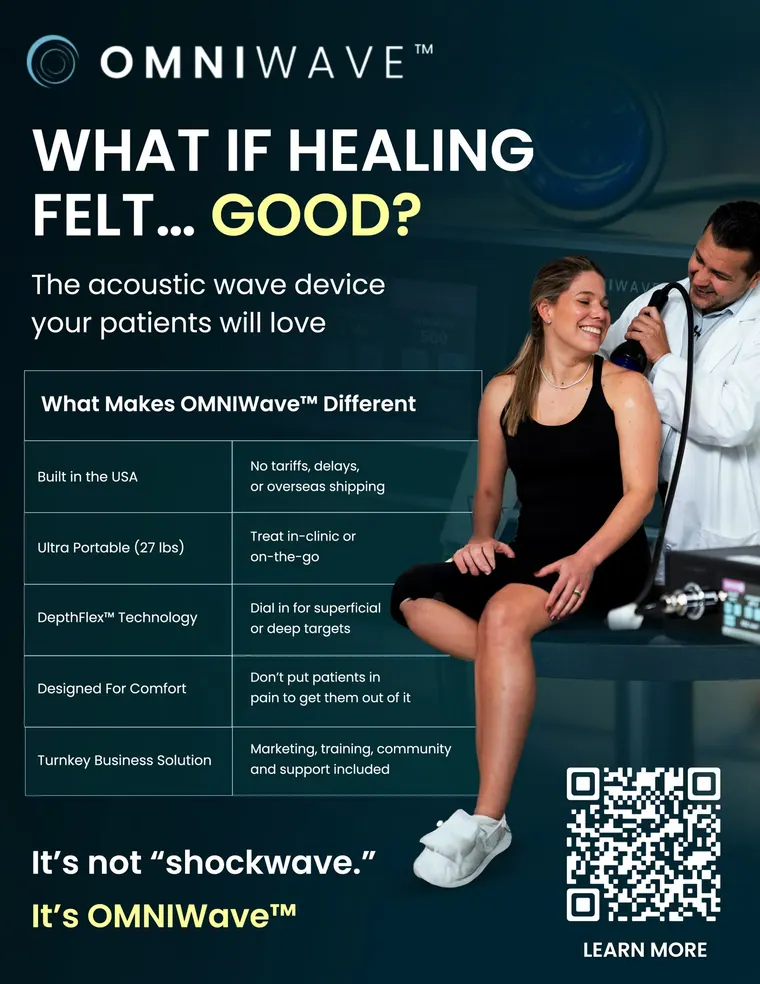 OMNIWAVE™
WHAT IF HEALING
FELT... GOOD?
The acoustic wave device
your patients will love
What Makes OMNIWave™ Different
Built in the USA
No tariffs, delays,
or overseas shipping
Ultra Portable (27 lbs)
Treat in-clinic or
on-the-go
DepthFlex™ Technology
Dial in for superficial
or deep targets
Designed For Comfort
Don’t put patients in
pain to get them out of it
Turnkey Business Solution
Marketing, training, community
and support included
It’s not “shockwave.”
It’s OMNIWave™
LEARN MORE